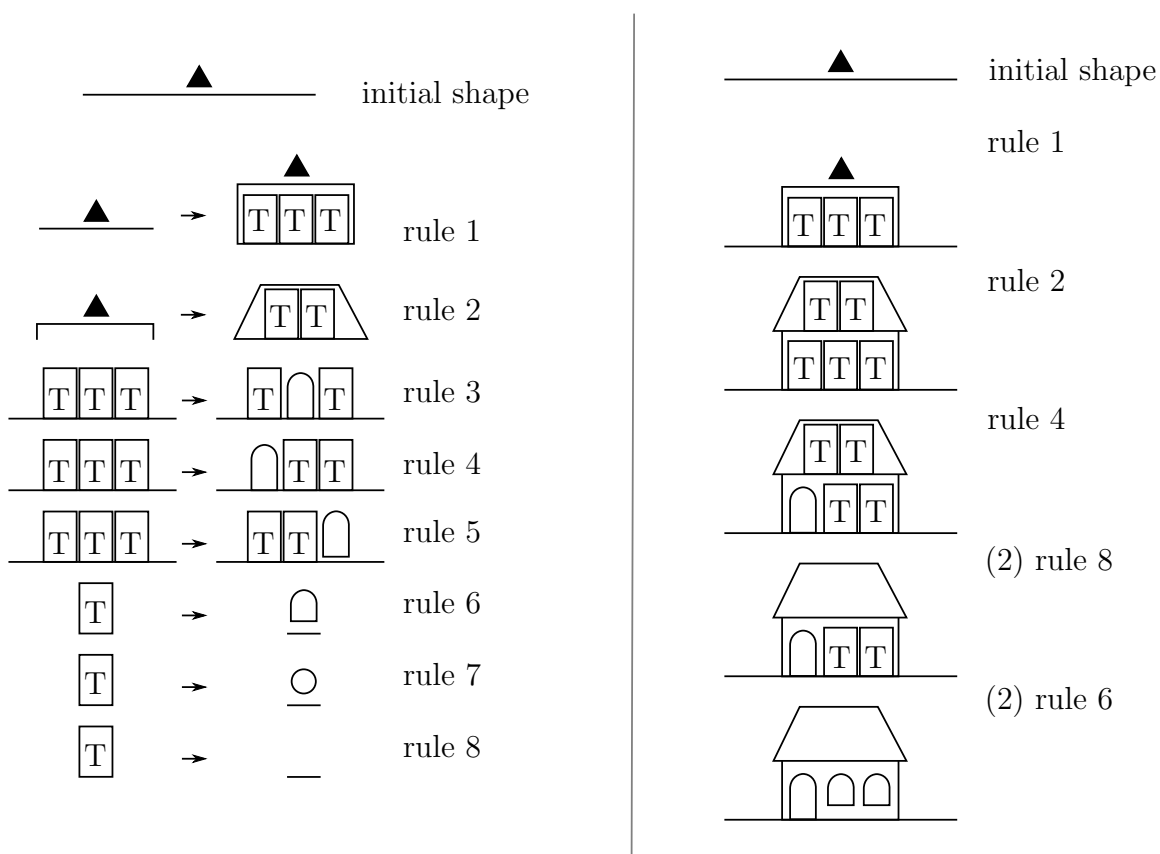 initial shape
T T T
rule 1
T T
rule 2
T T T T T
rule 3
T T T T T
rule 4
T T T T T
rule 5
T
rule 6
T
rule 7
T
rule 8
initial shape
rule 1
T T T
rule 2
T T
T T T
rule 4
T T
T T
(2) rule 8
T T
(2) rule 6